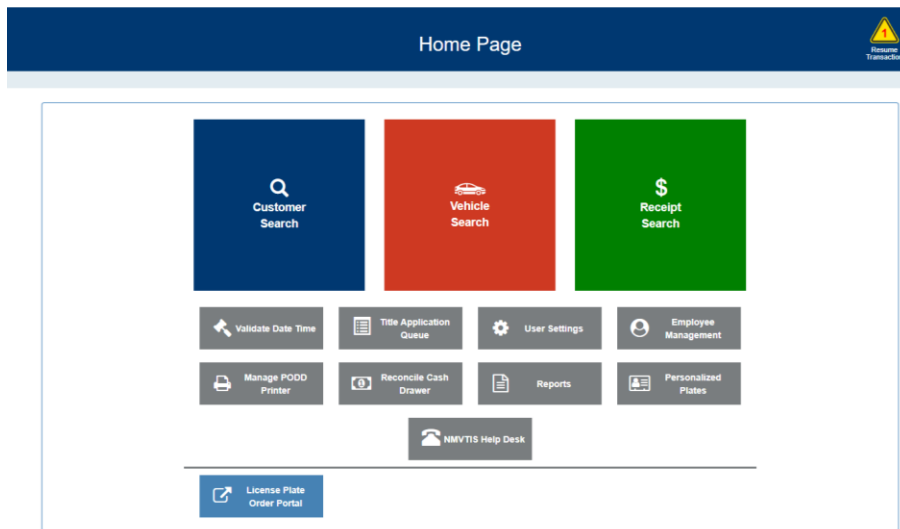 Home Page
1
Resume
Transaction
Customer
Search
Vehicle
Search
$
Receipt
Search
Validate Date Time
Title Application
Queue
User Settings
Employee
Management
Manage PODD
Printer
Reconcile Cash
Drawer
Reports
Personalized
Plates
NMVTIS Help Desk
License Plate
Order Portal